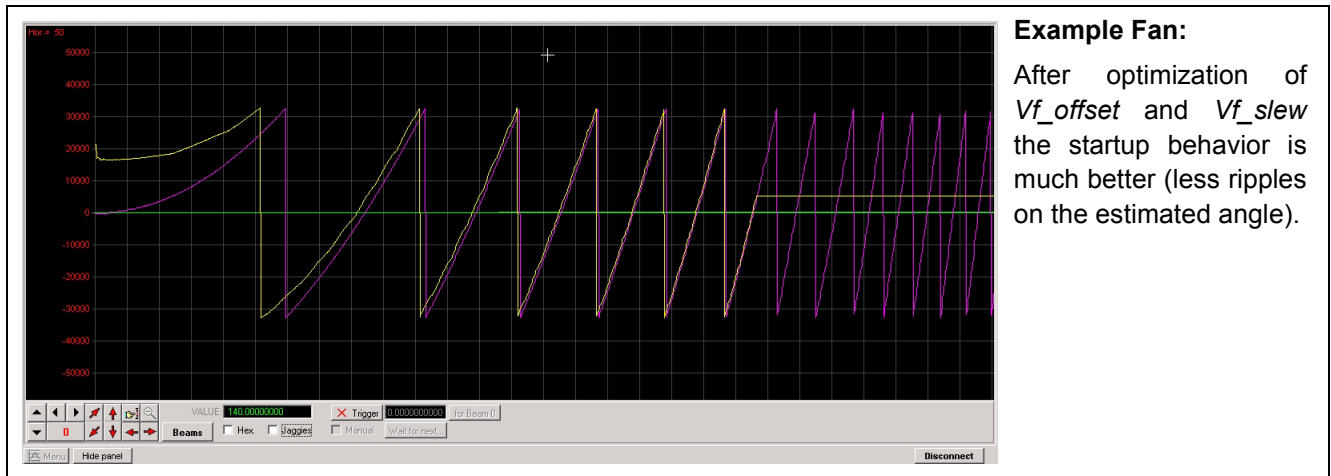 Hor.= 50
50000
40000
30000
20000
10000
0
-10000
-20000
-30000
-40000
-50000
VALUE: 140.00000000
Trigger 0.0000000000 for Beam 0
0
Beams Hex. Jaggies Manual Wait for next...
Menu Hide panel Disconnect
Example Fan:
After optimization of
Vf_offset and Vf_slew
the startup behavior is
much better (less ripples
on the estimated angle).